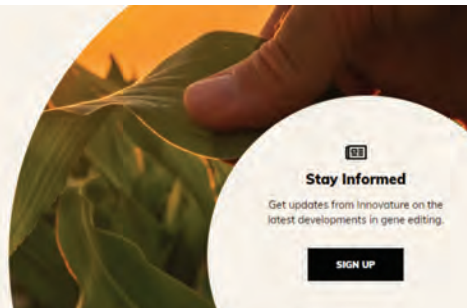 Stay Informed
Get updates from Innovature on the
latest developments in gene editing.
SIGN UP